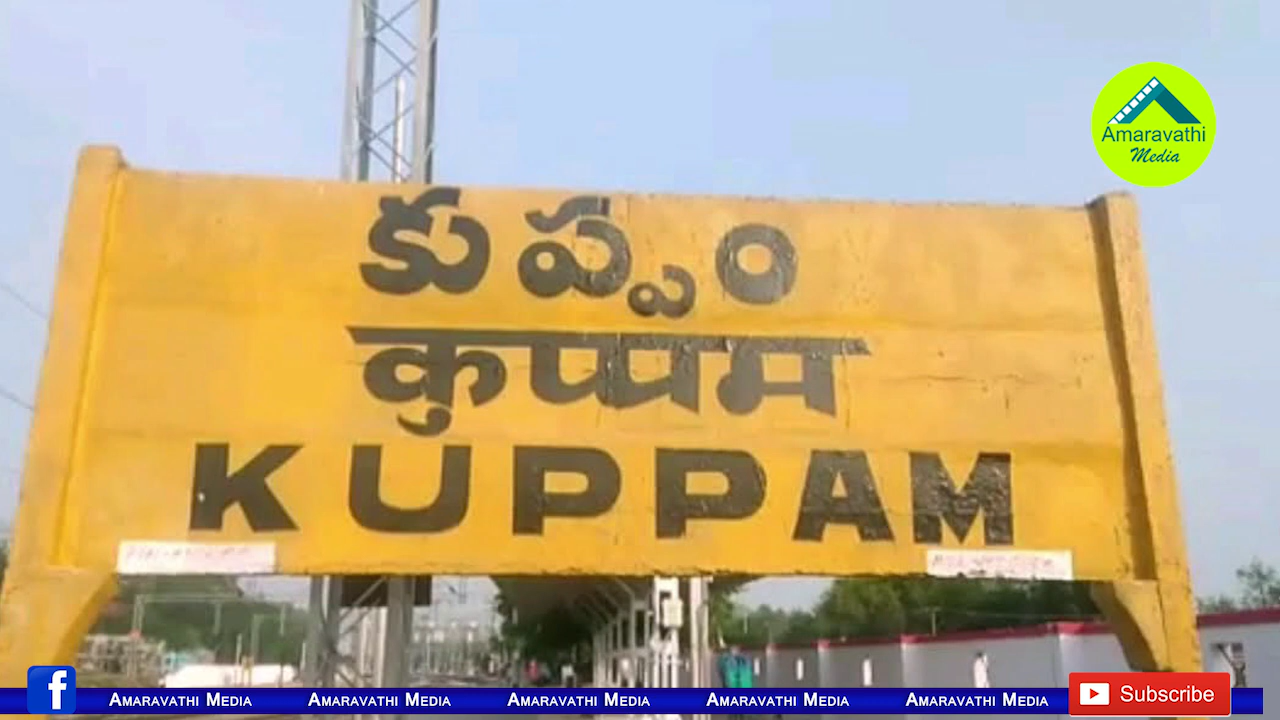 Amaravathi
Media
కుప్పం
कुप्पम
KUPPAM
f
Amaravathi Media Amaravathi Media Amaravathi Media Amaravathi Media Amaravathi Media
Subscribe